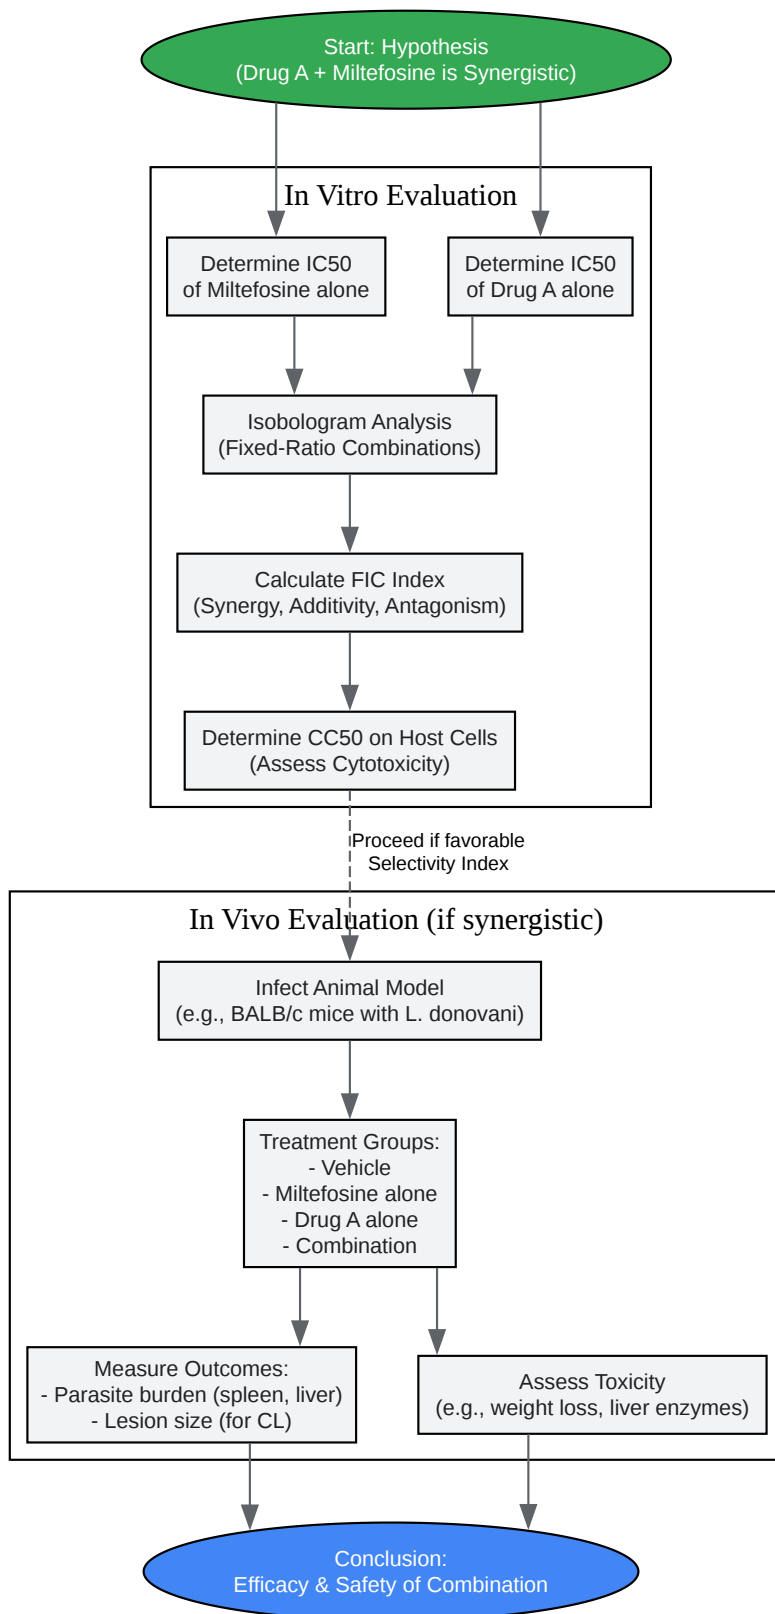 Start: Hypothesis
(Drug A + Miltefosine is Synergistic)
In Vitro Evaluation
Determine IC50
of Miltefosine alone
Determine IC50
of Drug A alone
Isobologram Analysis
(Fixed-Ratio Combinations)
Calculate FIC Index
(Synergy, Additivity, Antagonism)
Determine CC50 on Host Cells
(Assess Cytotoxicity)
Proceed if favorable
Selectivity Index
In Vivo Evaluation (if synergistic)
Infect Animal Model
(e.g., BALB/c mice with L. donovani)
Treatment Groups:
- Vehicle
- Miltefosine alone
- Drug A alone
- Combination
Measure Outcomes:
- Parasite burden (spleen, liver)
- Lesion size (for CL)
Assess Toxicity
(e.g., weight loss, liver enzymes)
Conclusion:
Efficacy & Safety of Combination